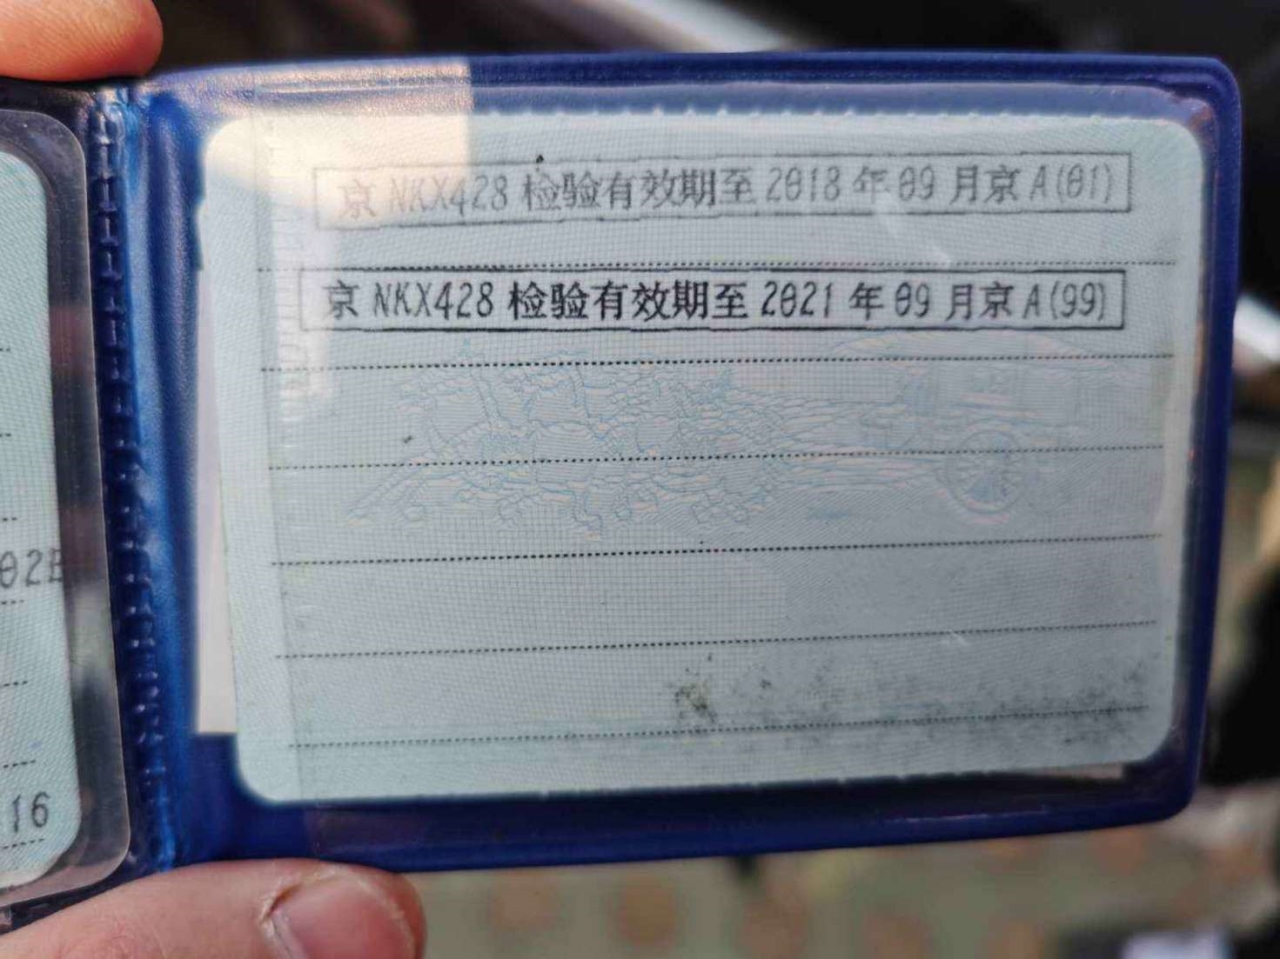 京 NKX428 检验有效期至 2018 年 09 月京 A(01)
京 NKX428 检验有效期至 2021 年 09 月京 A(99)
02E
16